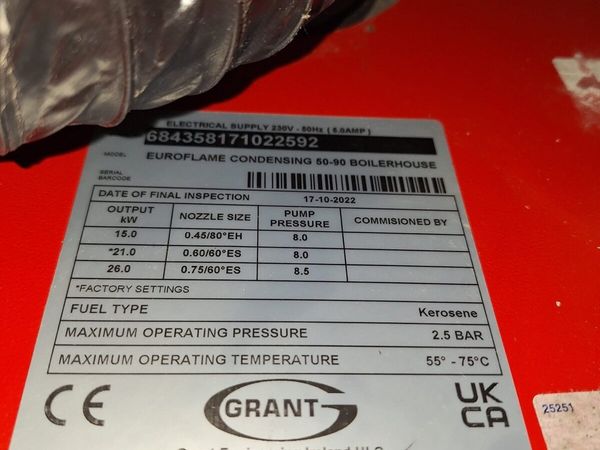 ELECTRICAL SUPPLY 230V - 50Hz ( 5.0AMP )
684358171022592
MODEL EUROFLAME CONDENSING 50-90 BOILERHOUSE
SERIAL BARCODE
DATE OF FINAL INSPECTION 17-10-2022
OUTPUT kW NOZZLE SIZE PUMP PRESSURE COMMISIONED BY
15.0 0.45/80°EH 8.0
*21.0 0.60/60°ES 8.0
26.0 0.75/60°ES 8.5
*FACTORY SETTINGS
FUEL TYPE Kerosene
MAXIMUM OPERATING PRESSURE 2.5 BAR
MAXIMUM OPERATING TEMPERATURE 55° - 75°C
CE GRANT UK CA
25251